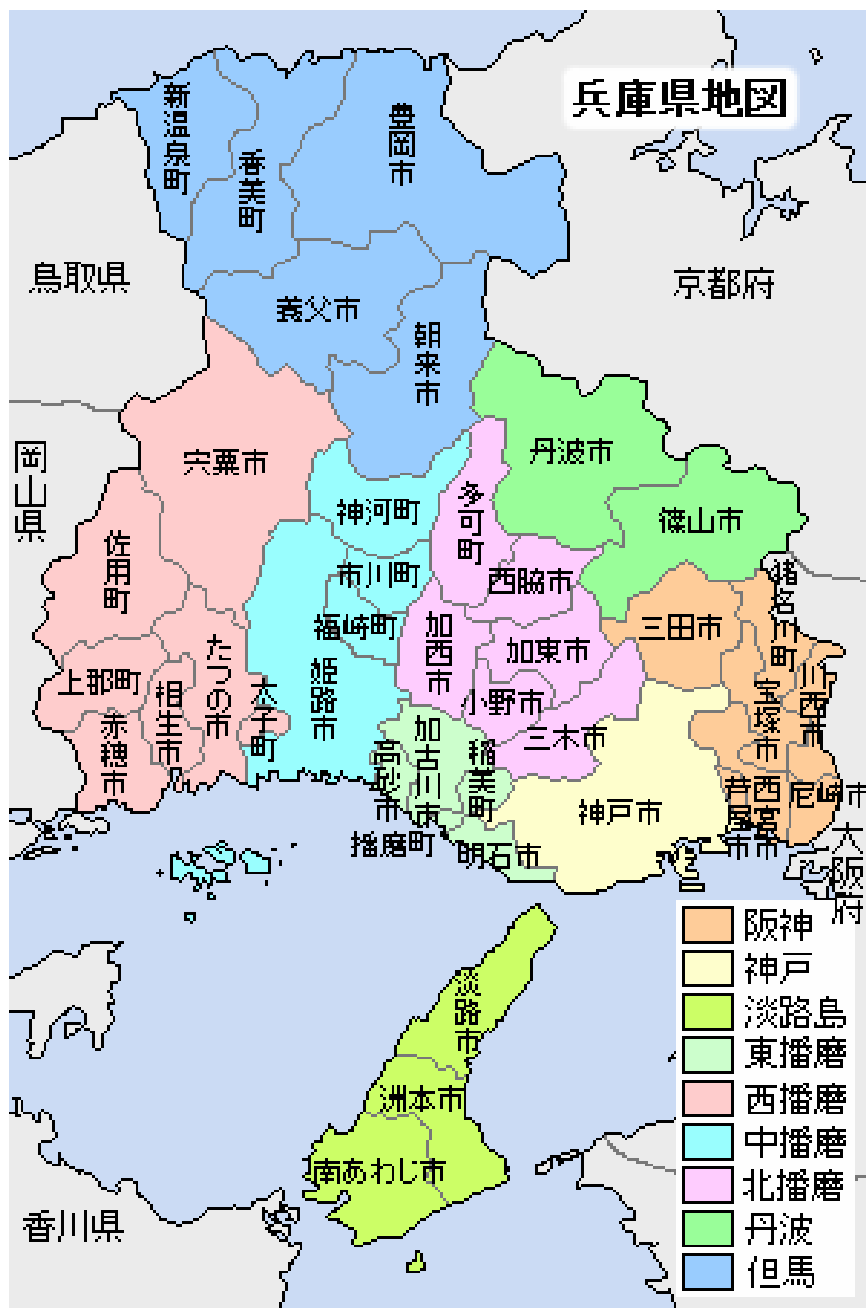 兵庫県地図
新温泉町
香美町
豊岡市
鳥取県
京都府
養父市
朝来市
岡山県
宍粟市
丹波市
神河町
多可町
篠山市
佐用町
市川町
西脇市
猪名川町
福崎町
加西市
加東市
三田市
たつの市
上郡町
相生市
太子町
姫路市
小野市
宝塚市
川西市
赤穂市
三木市
高砂市
加古川市
稲美町
神戸市
芦屋市
西宮市
尼崎市
播磨町
明石市
大阪府
淡路市
洲本市
南あわじ市
香川県
阪神
神戸
淡路島
東播磨
西播磨
中播磨
北播磨
丹波
但馬